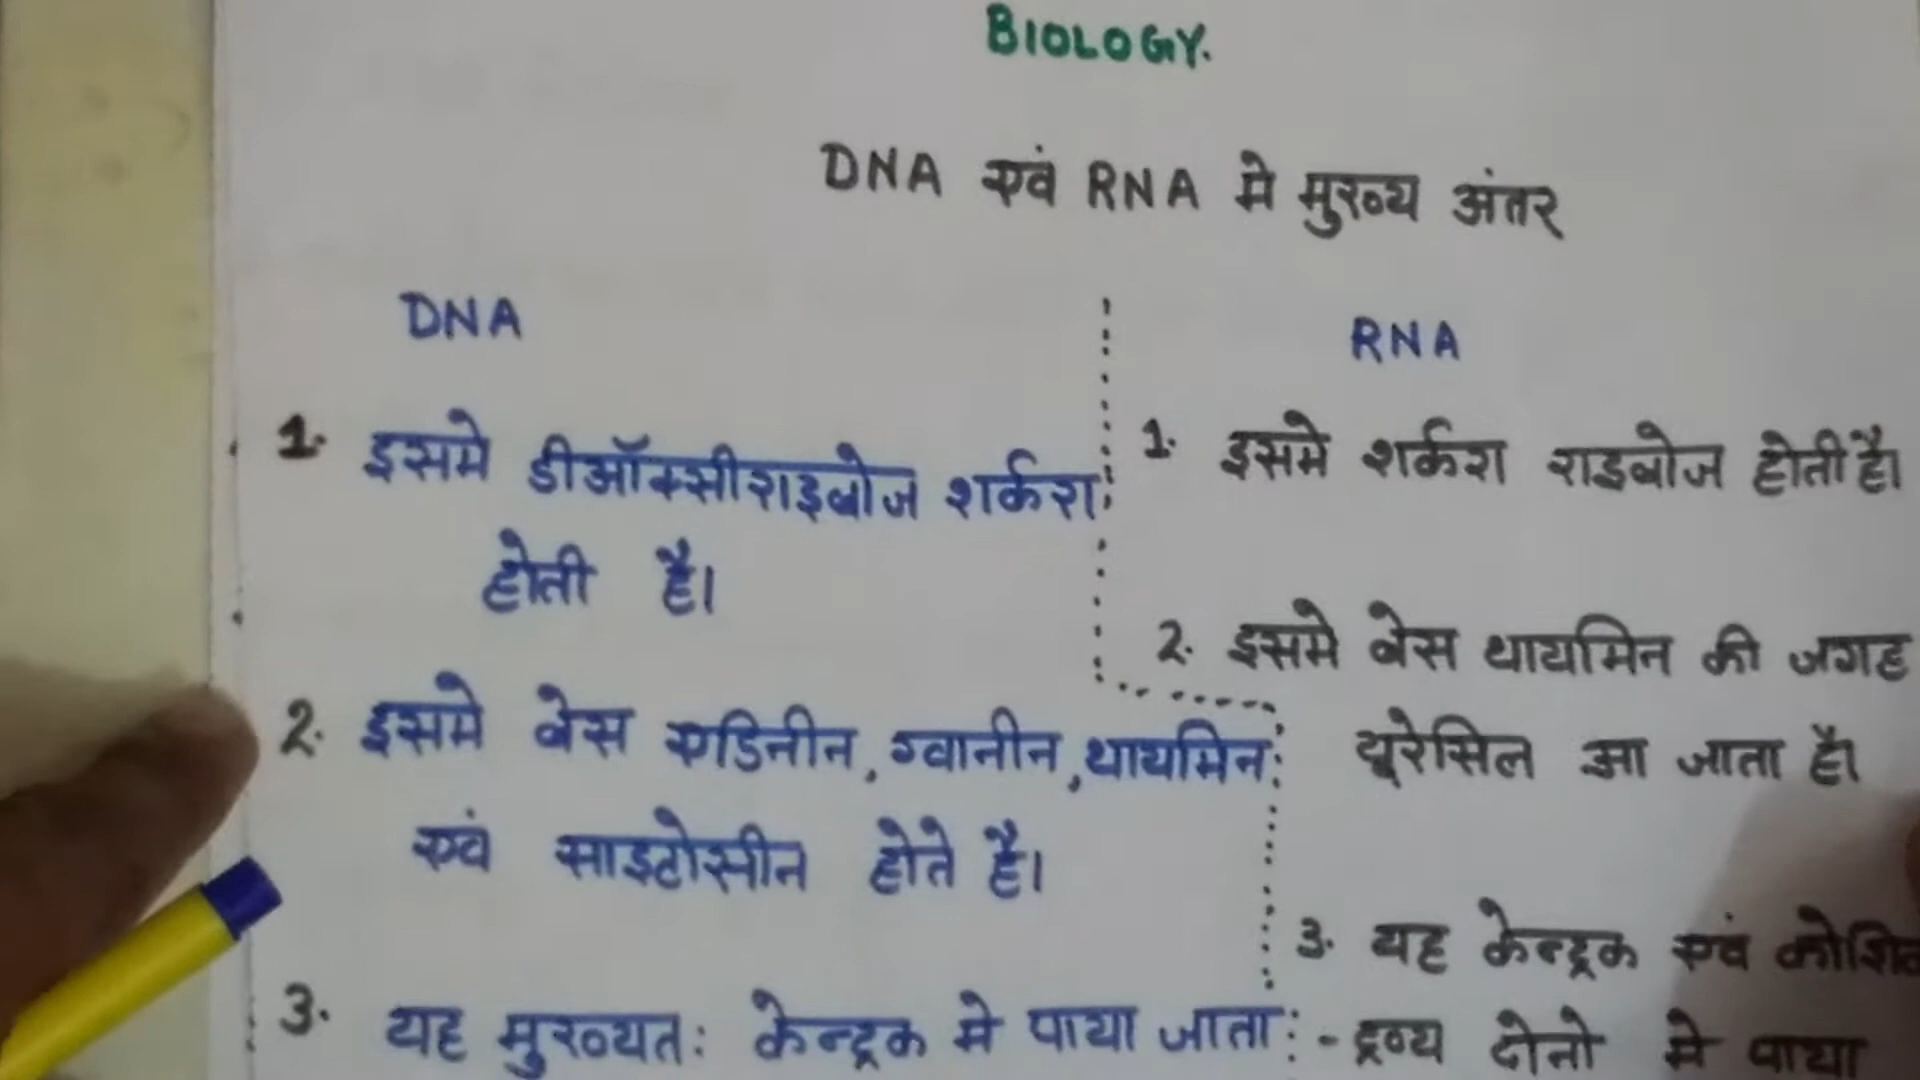 BIOLOGY.
DNA एवं RNA मे मुख्य अंतर
DNA
1. इसमे डीऑक्सीराइबोज शर्करा
होती है।
2. इसमे बेस एडिनीन, ग्वानीन, थायमिन
एवं साइटोसीन होते है।
3. यह मुख्यतः केन्द्रक मे पाया जाता
RNA
1. इसमे शर्करा राइबोज होती है।
2. इसमे बेस थायमिन की जगह
यूरेसिल आ जाता है।
3. यह केन्द्रक एवं
-द्रव्य दोनो मे पाया